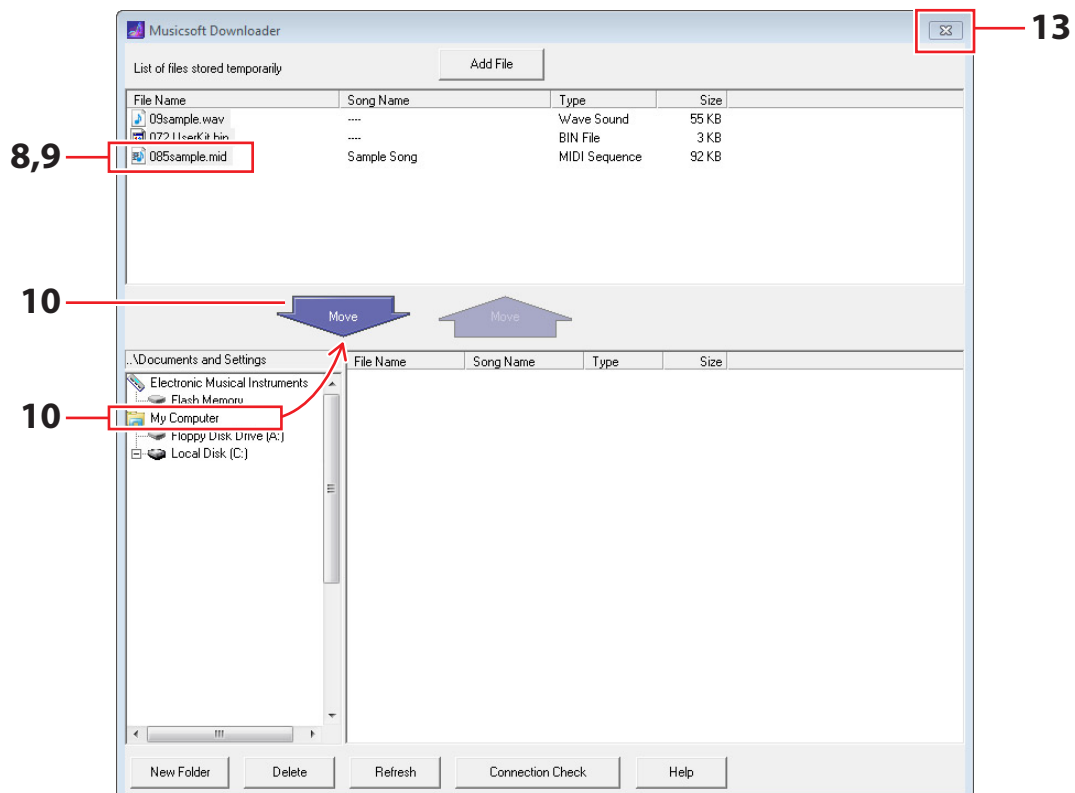 Musicsoft Downloader
13
List of files stored temporarily
Add File
File Name Song Name Type Size
09sample.wav ---- Wave Sound 55 KB
072UserKit.bin ---- BIN File 3 KB
8,9
085sample.mid Sample Song MIDI Sequence 92 KB
10
Move
Move
..\Documents and Settings
File Name Song Name Type Size
Electronic Musical Instruments
Flash Memory
10
My Computer
Floppy Disk Drive (A:)
Local Disk (C:)
New Folder
Delete
Refresh
Connection Check
Help